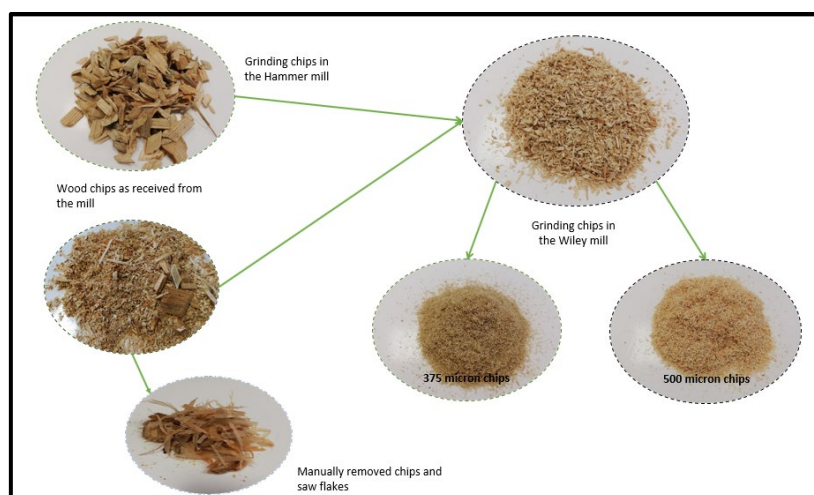 Grinding chips in
the Hammer mill
Wood chips as received from
the mill
Grinding chips in
the Wiley mill
375 micron chips
500 micron chips
Manually removed chips and
saw flakes